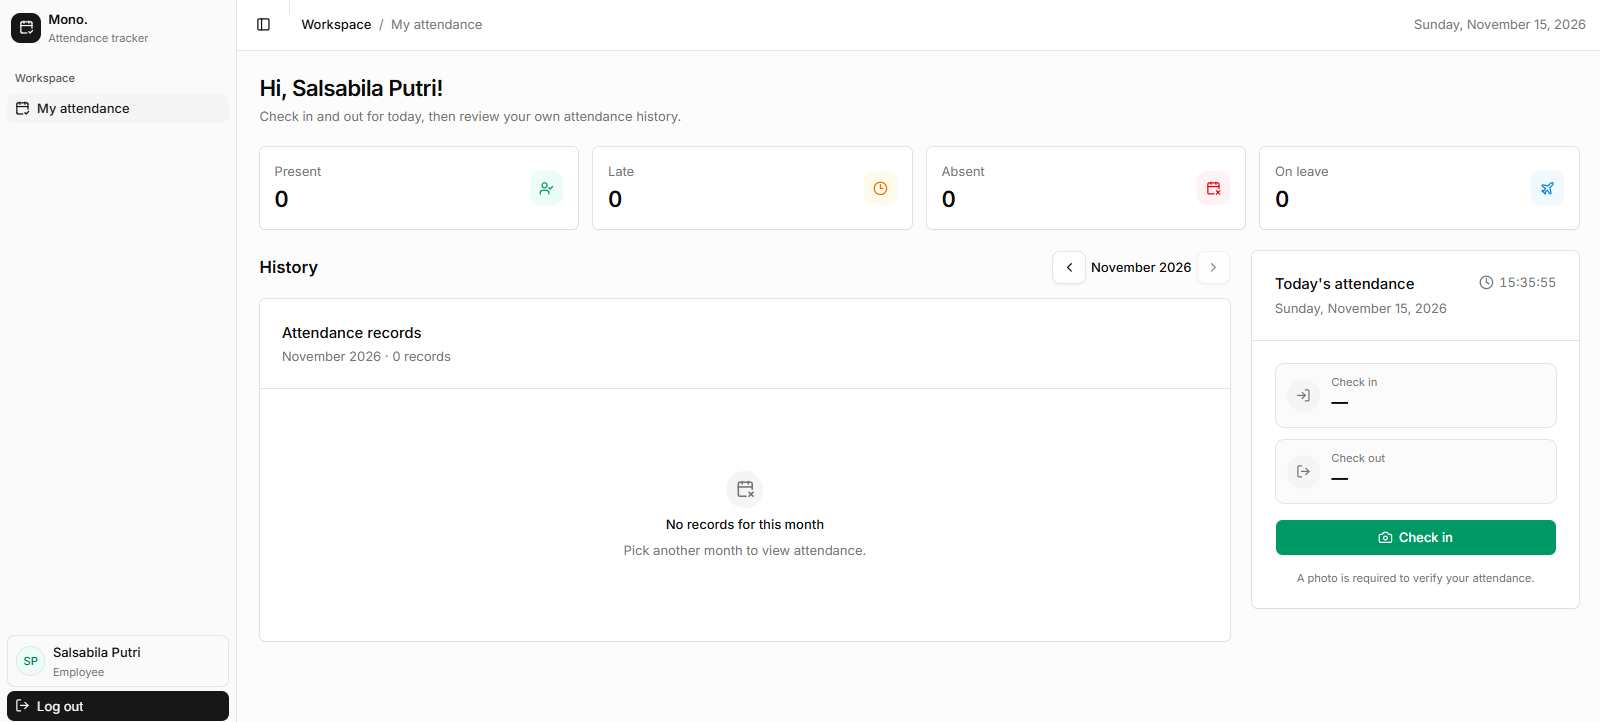 Mono.
Attendance tracker
Workspace
My attendance
Salsabila Putri
SP
Employee
Log out
Workspace / My attendance
Sunday, November 15, 2026
Hi, Salsabila Putri!
Check in and out for today, then review your own attendance history.
Present
0
Late
0
Absent
0
On leave
0
History
November 2026
Attendance records
November 2026 · 0 records
No records for this month
Pick another month to view attendance.
Today's attendance
15:35:55
Sunday, November 15, 2026
Check in
—
Check out
—
Check in
A photo is required to verify your attendance.